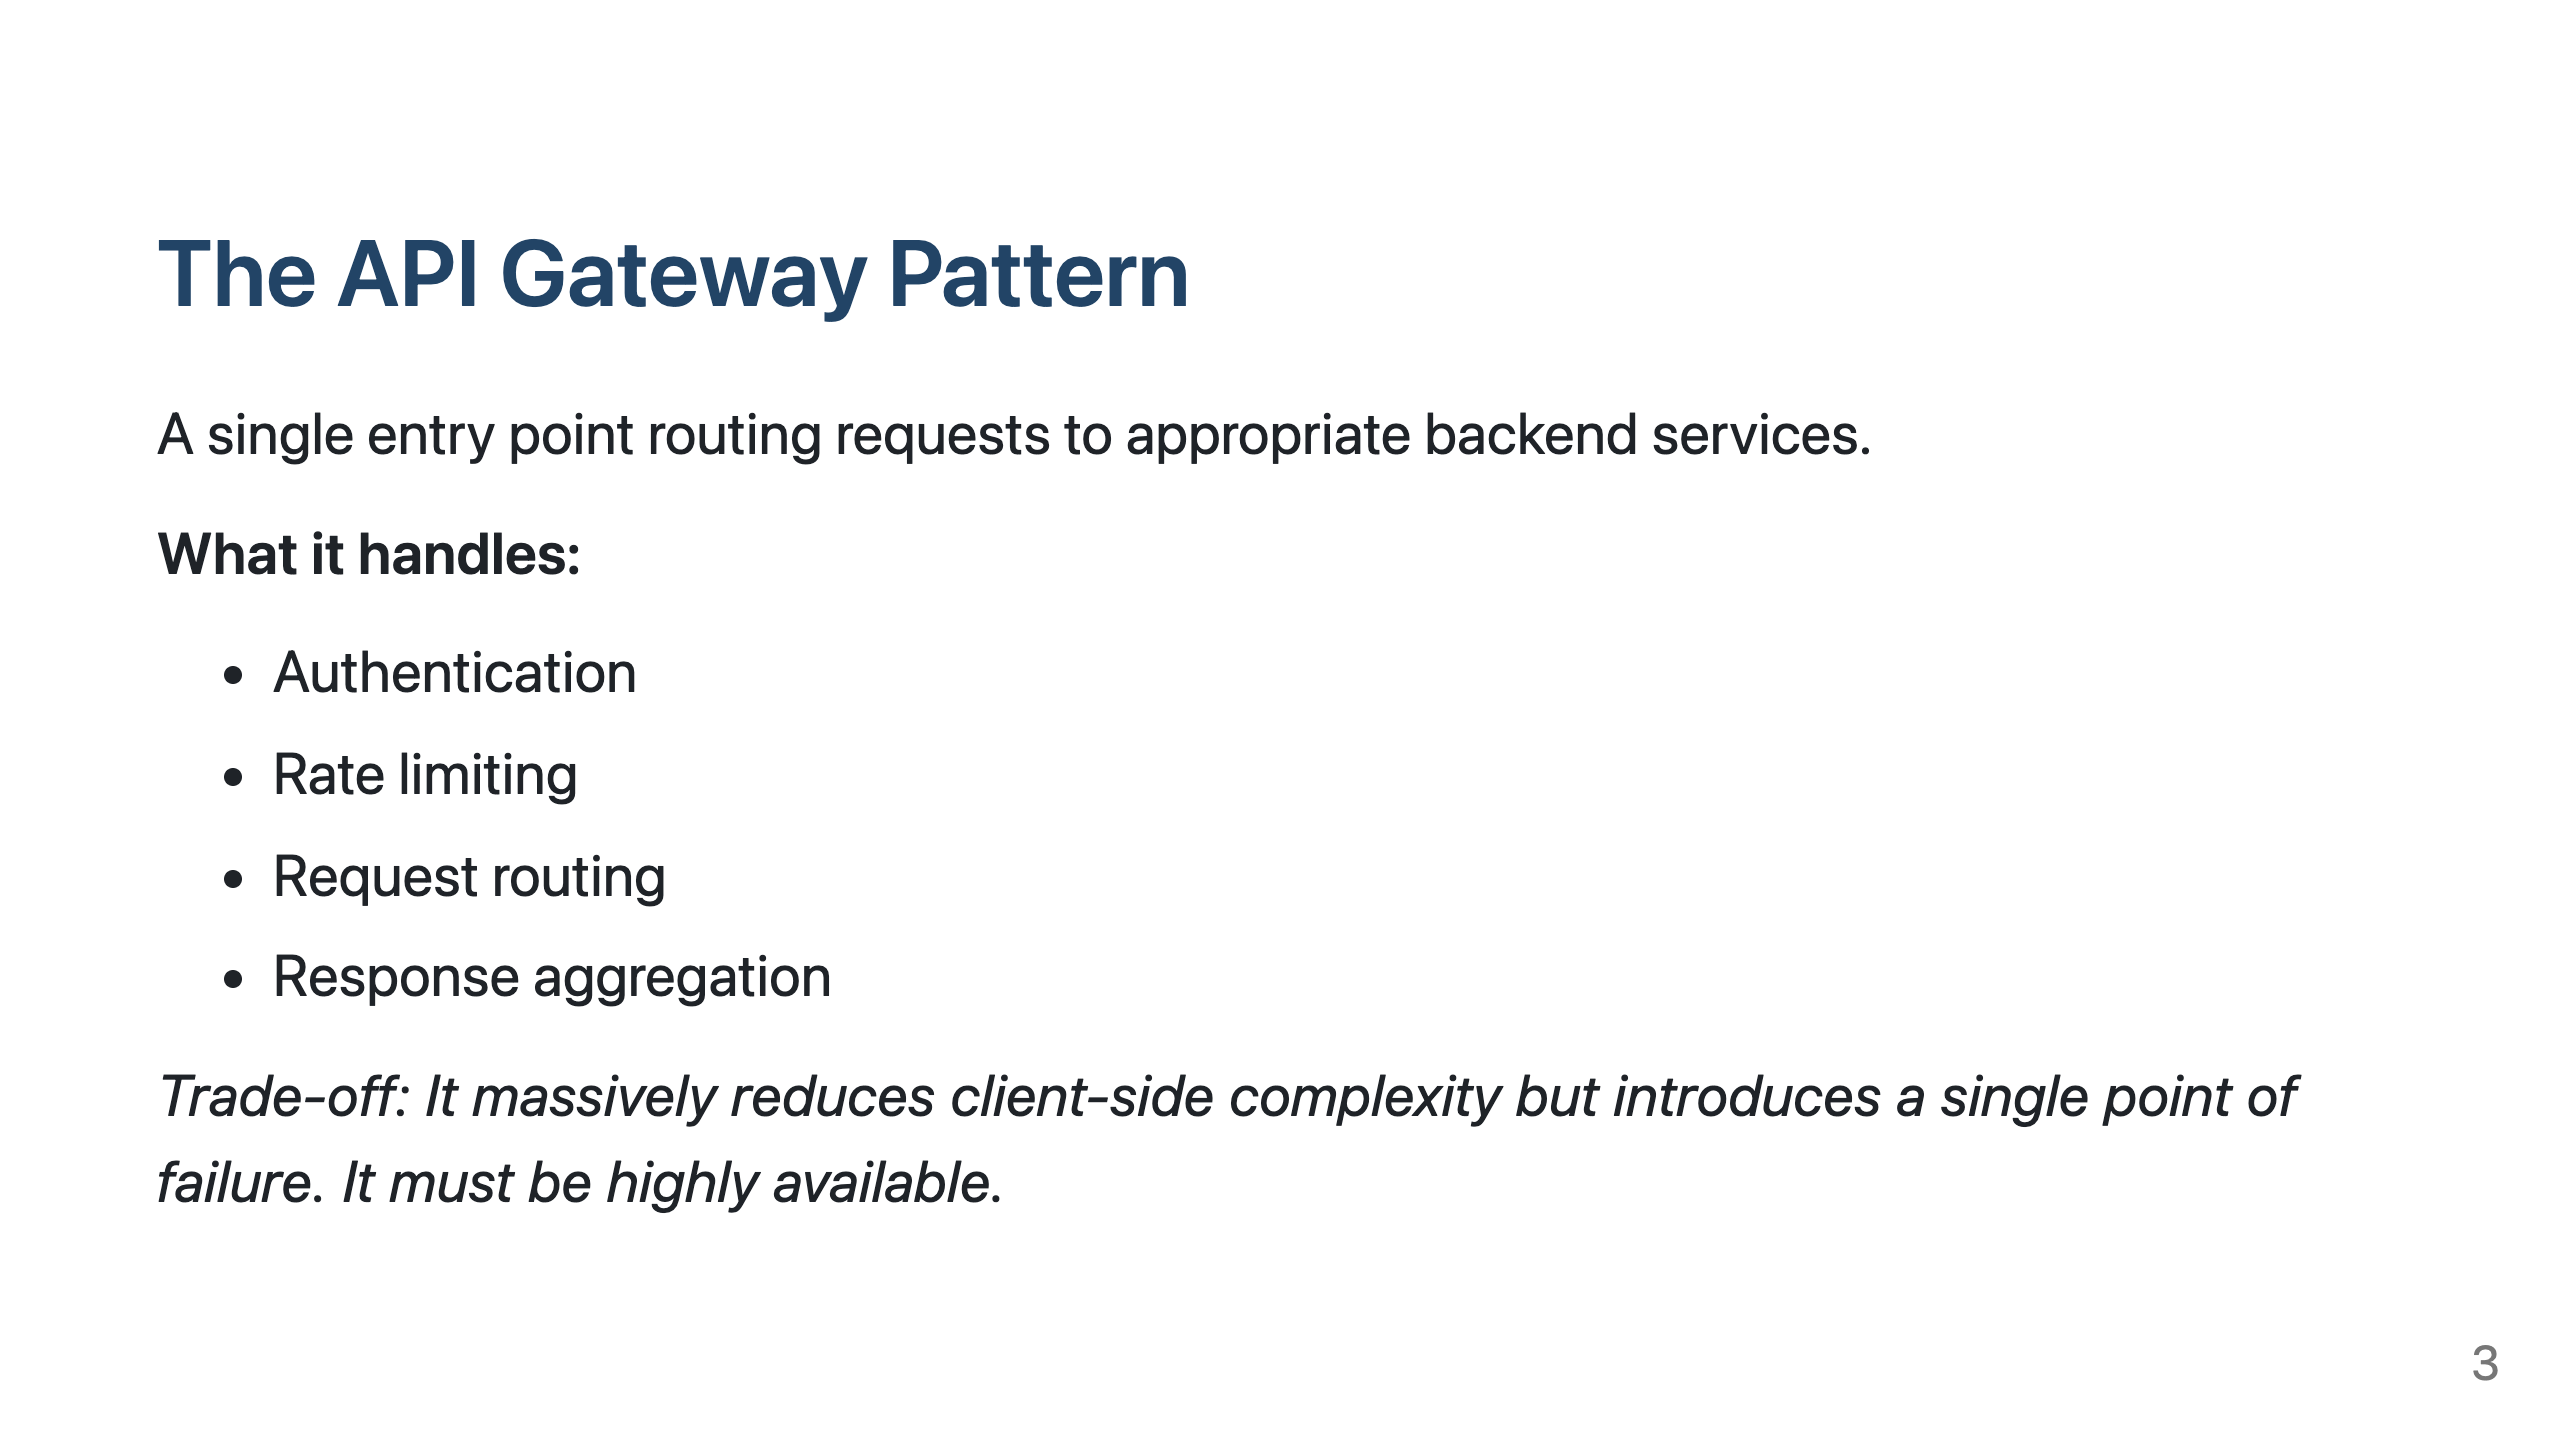 The API Gateway Pattern
A single entry point routing requests to appropriate backend services.
What it handles:
• Authentication
• Rate limiting
• Request routing
• Response aggregation
Trade-off: It massively reduces client-side complexity but introduces a single point of
failure. It must be highly available.
3